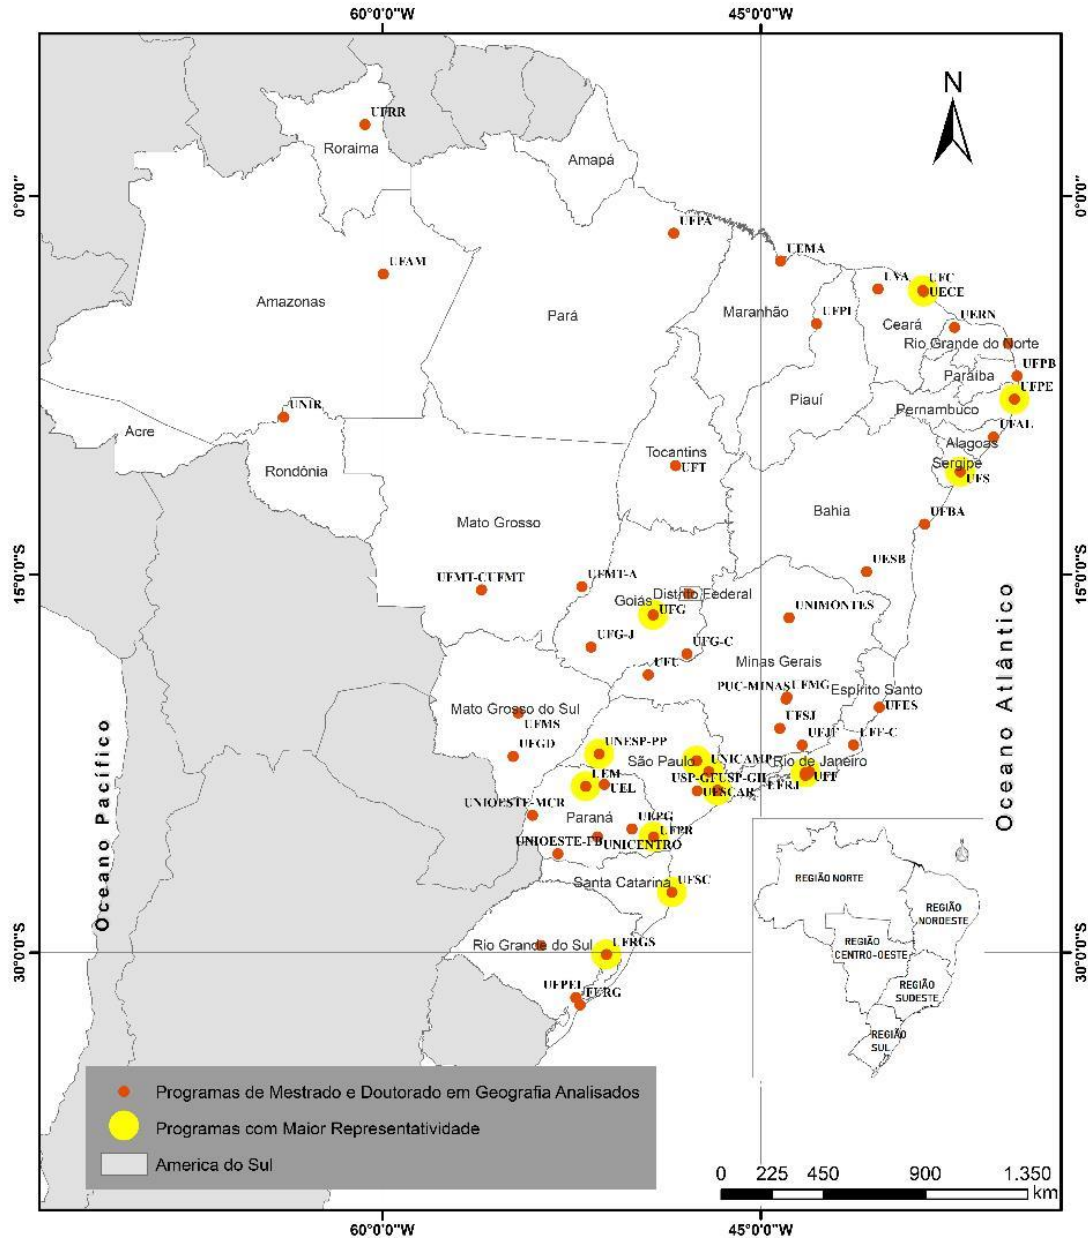 60°0'0"W
45°0'0"W
N
0°0'0"
0°0'0"
UFRR
Roraima
Amapá
UFPA
UEMA
UFAM
UVA
UFC
UECE
Amazonas
Pará
Maranhão
UFPI
Ceará
UERN
Rio Grande do Norte
UFPB
Paraíba
UFPE
Piauí
Pernambuco
UNIR
Acre
UFAL
Alagoas
Tocantins
UFT
Sergipe
UFS
Rondônia
Mato Grosso
Bahia
UFBA
15°0'0"S
15°0'0"S
UESB
UFMT-CUFMT
UFMT-A
Distrito Federal
Goiás
UFG
UNIMONTES
UFG-J
UFG-C
Minas Gerais
UFU
PUC-MINAS
UFMG
Espírito Santo
UFES
Mato Grosso do Sul
UFMS
UFSJ
UFJF
UFF-C
UFGD
UNESP-PP
São Paulo
UNICAMP
Rio de Janeiro
UFF
UEM
UEL
UFRJ
UNIOESTE-MCR
Paraná
UEPG
UFPR
UNIOESTE-FB
UNICENTRO
Santa Catarina
UFSC
Rio Grande do Sul
UFRGS
UFPEL
FURG
30°0'0"S
30°0'0"S
Oceano Pacífico
Oceano Atlântico
REGIÃO NORTE
REGIÃO
NORDESTE
REGIÃO
CENTRO-OESTE
REGIÃO
SUDESTE
REGIÃO
SUL
Programas de Mestrado e Doutorado em Geografia Analisados
Programas com Maior Representatividade
America do Sul
0 225 450 900 1.350
km
60°0'0"W
45°0'0"W